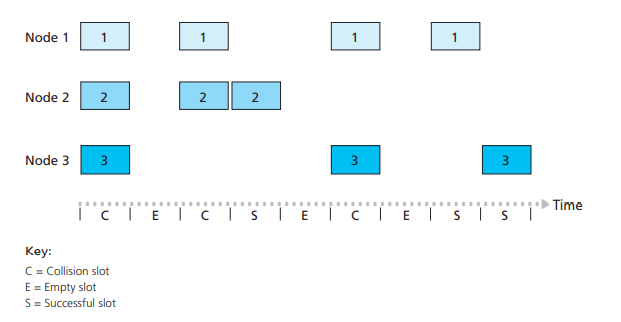 Node 1 1 1 1 1
Node 2 2 2 2
Node 3 3 3 3
Time
C E C S E C E S S
Key:
C = Collision slot
E = Empty slot
S = Successful slot